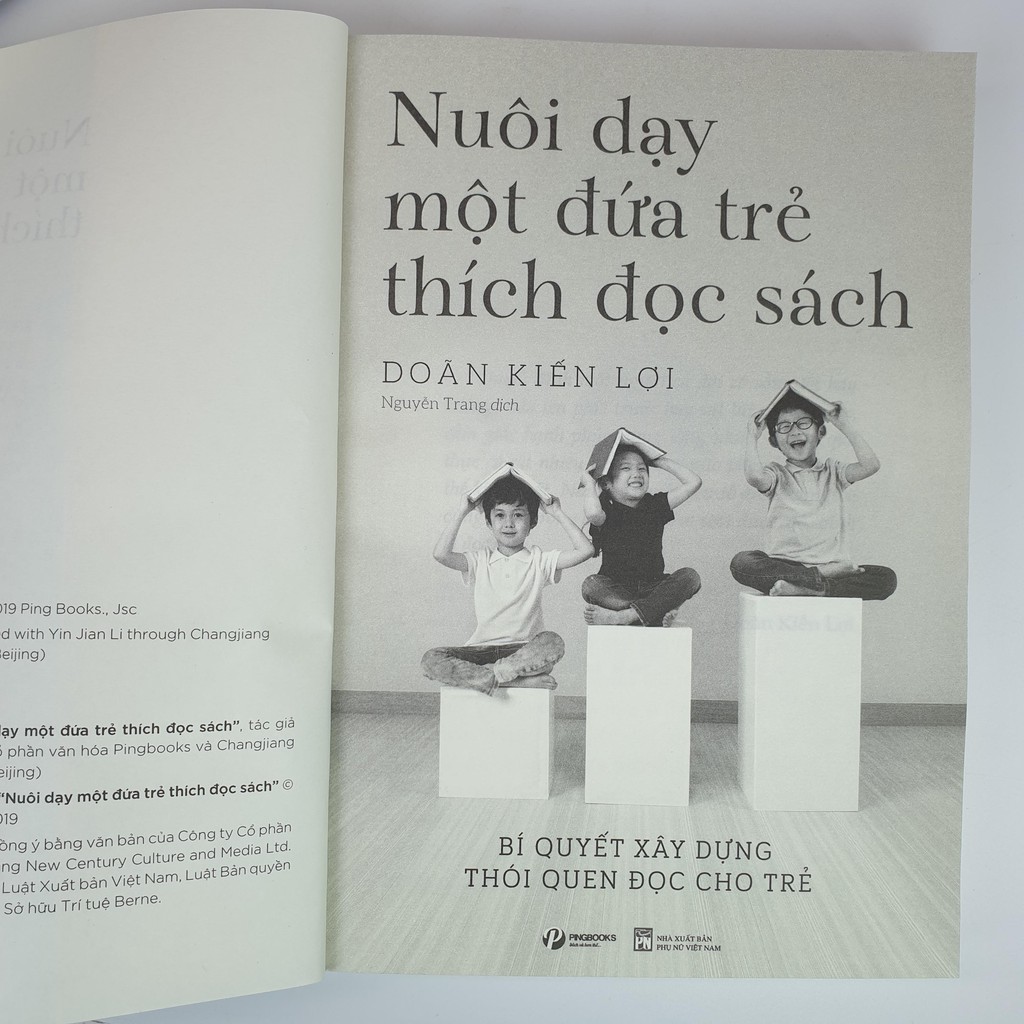 019 Ping Books., Jsc
ed with Yin Jian Li through Changjiang
Beijing)
dạy một đứa trẻ thích đọc sách”, tác giả
ổ phần văn hóa Pingbooks và Changjiang
eijing)
“Nuôi dạy một đứa trẻ thích đọc sách” ©
019
ồng ý bằng văn bản của Công ty Cổ phần
ng New Century Culture and Media Ltd.
Luật Xuất bản Việt Nam, Luật Bản quyền
Sở hữu Trí tuệ Berne.
Nuôi dạy
một đứa trẻ
thích đọc sách
DOÃN KIẾN LỢI
Nguyễn Trang dịch
BÍ QUYẾT XÂY DỰNG
THÓI QUEN ĐỌC CHO TRẺ
PINGBOOKS
NHÀ XUẤT BẢN
PHỤ NỮ VIỆT NAM